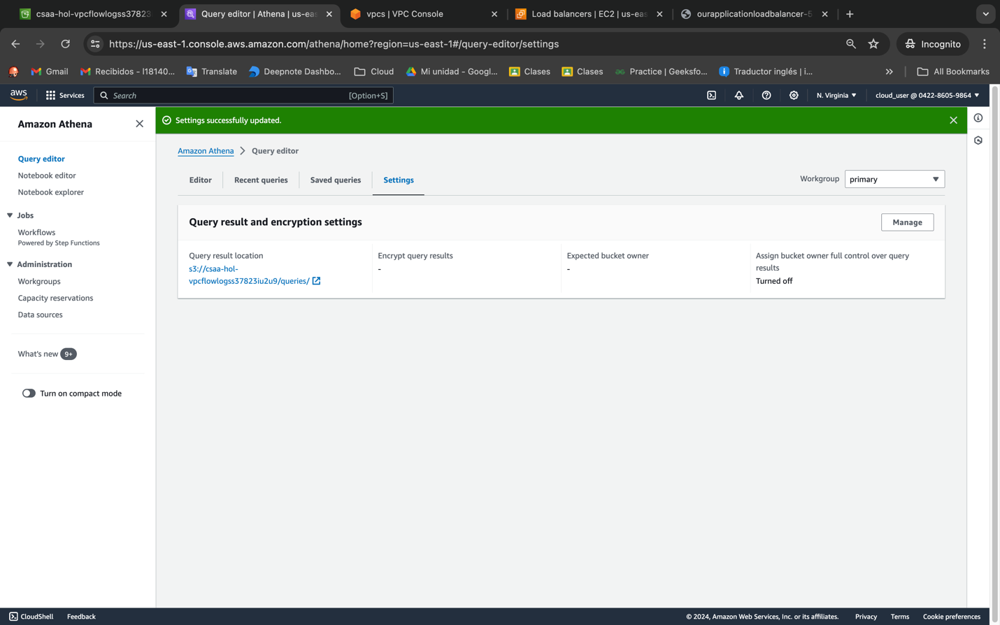 csaa-hol-vpcflowlogss37823
Query editor | Athena | us-eas
vpcs | VPC Console
Load balancers | EC2 | us-eas
ourapplicationloadbalancer-5
https://us-east-1.console.aws.amazon.com/athena/home?region=us-east-1#/query-editor/settings
Incognito
Gmail
Recibidos - l18140...
Translate
Deepnote Dashbo...
Cloud
Mi unidad - Googl...
Clases
Clases
Practice | Geeksfo...
Traductor inglés | i...
All Bookmarks
aws
Services
Search
[Option+S]
N. Virginia
cloud_user @ 0422-8605-9864
Amazon Athena
Query editor
Notebook editor
Notebook explorer
Jobs
Workflows
Powered by Step Functions
Administration
Workgroups
Capacity reservations
Data sources
What's new 9+
Turn on compact mode
Settings successfully updated.
Amazon Athena > Query editor
Editor
Recent queries
Saved queries
Settings
Workgroup
primary
Query result and encryption settings
Manage
Query result location
s3://csaa-hol-
vpcflowlogss37823iu2u9/queries/
Encrypt query results
-
Expected bucket owner
-
Assign bucket owner full control over query
results
Turned off
CloudShell
Feedback
© 2024, Amazon Web Services, Inc. or its affiliates.
Privacy
Terms
Cookie preferences